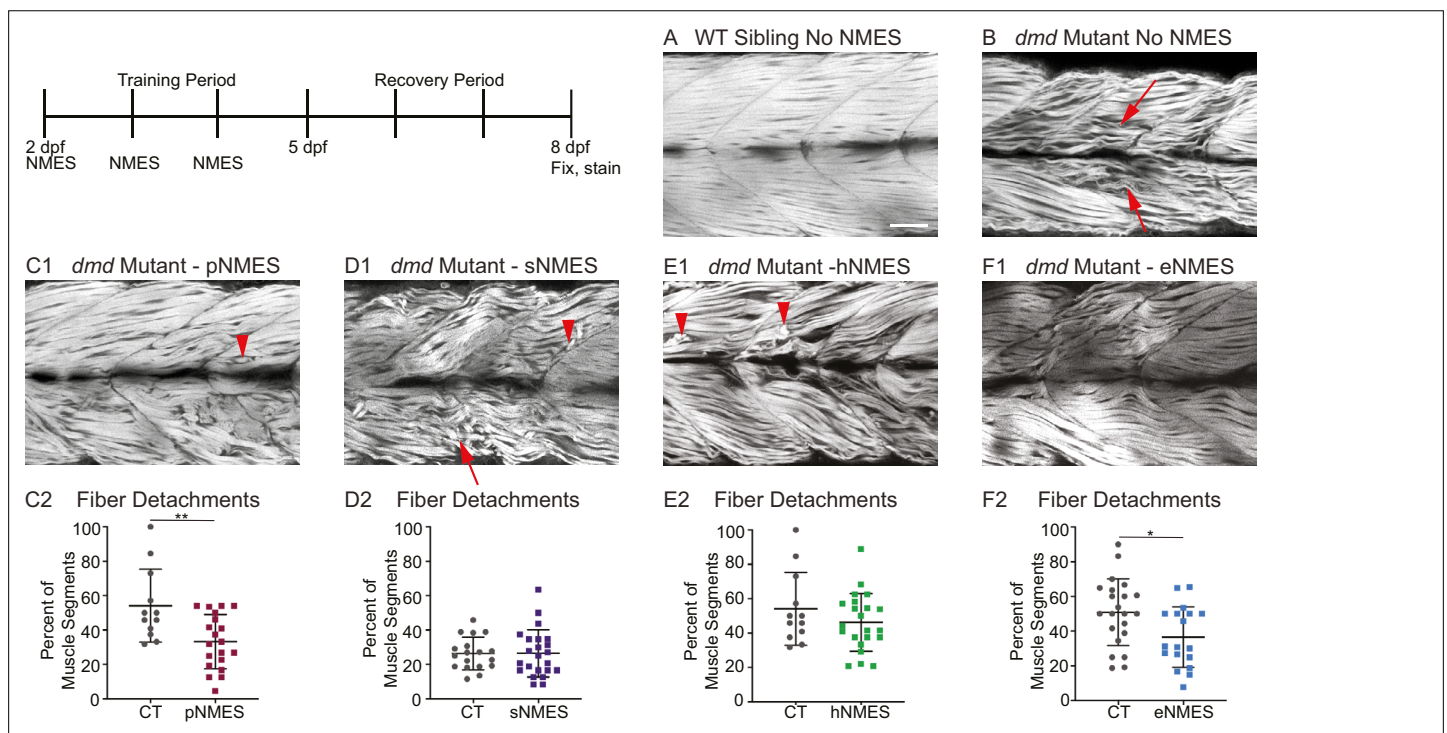 A WT Sibling No NMES
B dmd Mutant No NMES
Training Period
Recovery Period
2 dpf
5 dpf
8 dpf
NMES
NMES
NMES
Fix, stain
C1 dmd Mutant - pNMES
D1 dmd Mutant - sNMES
E1 dmd Mutant -hNMES
F1 dmd Mutant - eNMES
C2 Fiber Detachments
**
Percent of
Muscle Segments
100
80
60
40
20
0
CT
pNMES
D2 Fiber Detachments
Percent of
Muscle Segments
100
80
60
40
20
0
CT
sNMES
E2 Fiber Detachments
Percent of
Muscle Segments
100
80
60
40
20
0
CT
hNMES
F2 Fiber Detachments
*
Percent of
Muscle Segments
100
80
60
40
20
0
CT
eNMES